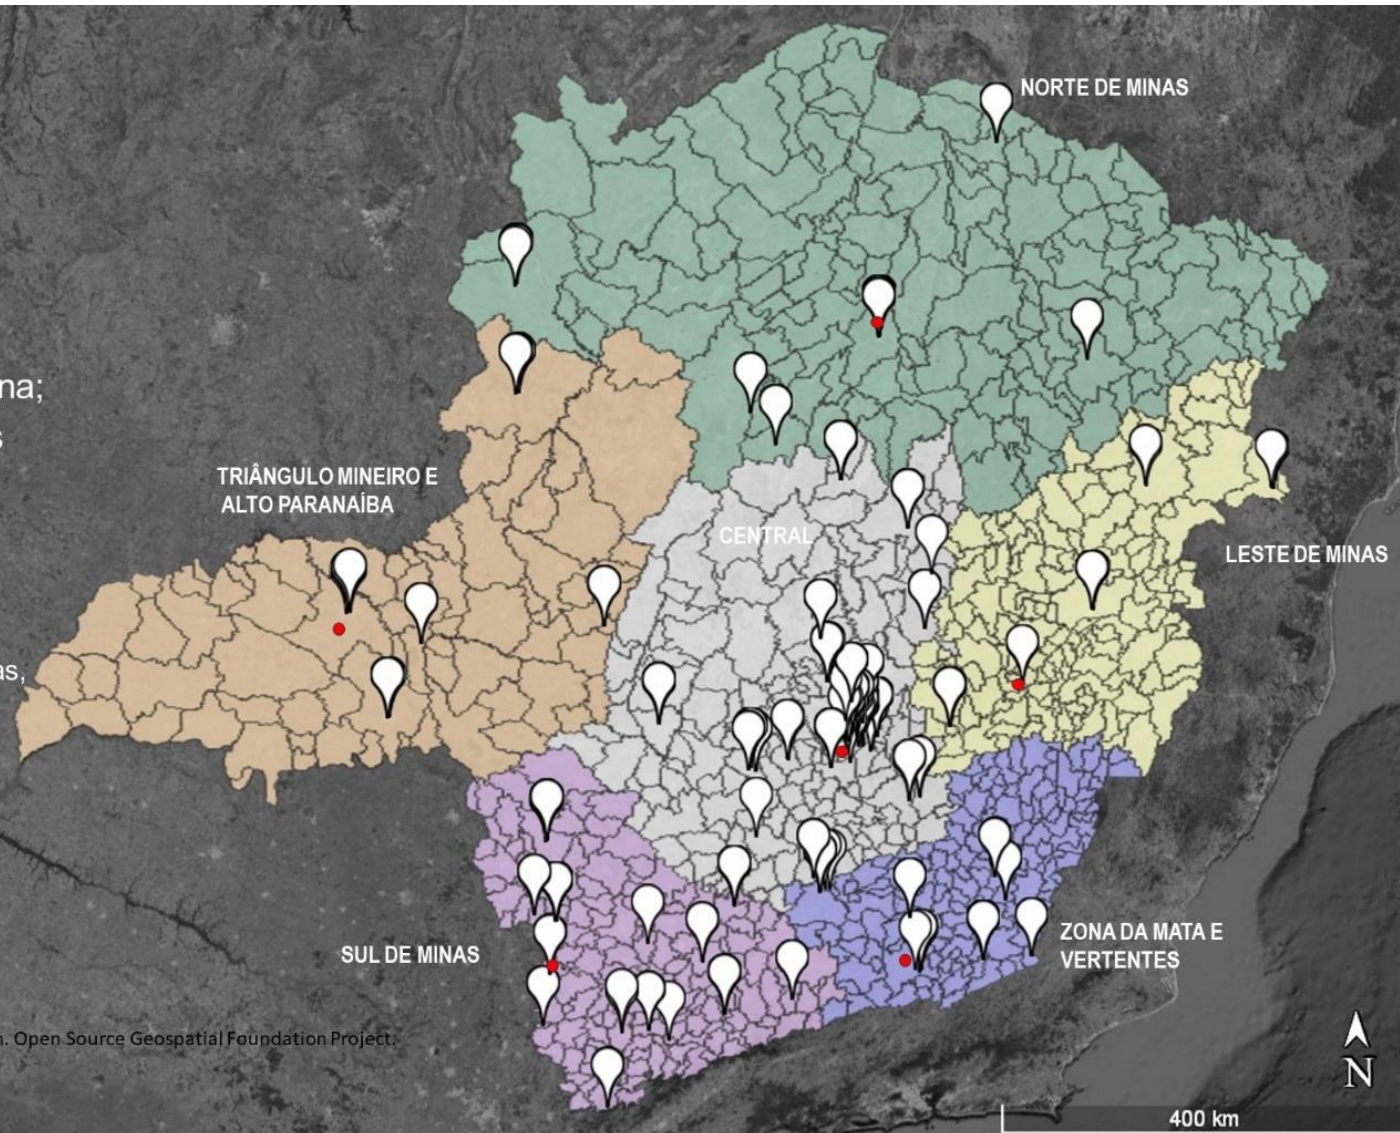 NORTE DE MINAS
na;
s
TRIÂNGULO MINEIRO E
ALTO PARANAÍBA
CENTRAL
LESTE DE MINAS
as,
SUL DE MINAS
ZONA DA MATA E
VERTENTES
n. Open Source Geospatial Foundation Project.
N
400 km